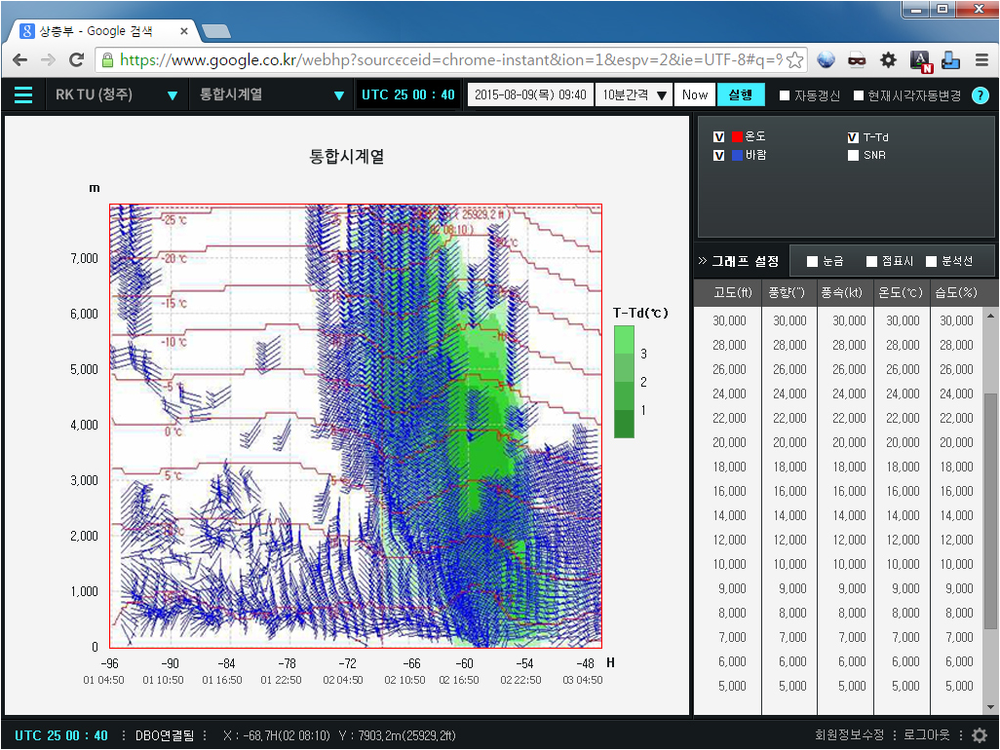 상층부 - Google 검색
https://www.google.co.kr/webhp?sourceceid=chrome-instant&ion=1&espv=2&ie=UTF-8#q=
RK TU (청주) 통합시계열 UTC 25 00 : 40 2015-08-09(목) 09:40 10분간격 Now 실행 자동갱신 현재시각자동변경 ?
통합시계열
m
7,000
6,000
5,000
4,000
3,000
2,000
1,000
0
-25 ℃
-20 ℃
-15 ℃
-10 ℃
-5 ℃
0 ℃
5 ℃
( 25929,2 ft )
02 08:10 )
-96 -90 -84 -78 -72 -66 -60 -54 -48 H
01 04:50 01 10:50 01 16:50 01 22:50 02 04:50 02 10:50 02 16:50 02 22:50 03 04:50
T-Td(℃)
3
2
1
V 온도 V T-Td
V 바람 SNR
» 그래프 설정 눈금 점표시 분석선
고도(ft) 풍향(°) 풍속(kt) 온도(℃) 습도(%)
30,000 30,000 30,000 30,000 30,000
28,000 28,000 28,000 28,000 28,000
26,000 26,000 26,000 26,000 26,000
24,000 24,000 24,000 24,000 24,000
22,000 22,000 22,000 22,000 22,000
20,000 20,000 20,000 20,000 20,000
18,000 18,000 18,000 18,000 18,000
16,000 16,000 16,000 16,000 16,000
14,000 14,000 14,000 14,000 14,000
12,000 12,000 12,000 12,000 12,000
10,000 10,000 10,000 10,000 10,000
9,000 9,000 9,000 9,000 9,000
8,000 8,000 8,000 8,000 8,000
7,000 7,000 7,000 7,000 7,000
6,000 6,000 6,000 6,000 6,000
5,000 5,000 5,000 5,000 5,000
UTC 25 00 : 40 : DB0연결됨 : X : -68,7H(02 08:10) Y : 7903,2m(25929,2ft) 회원정보수정 : 로그아웃 :